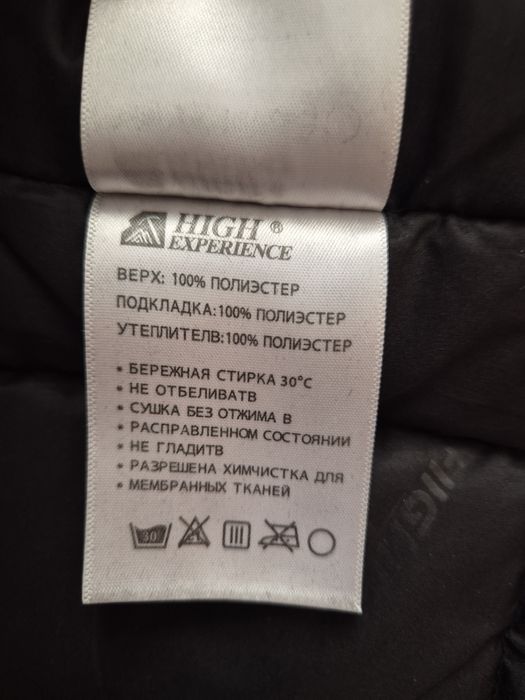 HIGH ®
EXPERIENCE
ВЕРХ: 100% ПОЛИЭСТЕР
ПОДКЛАДКА:100% ПОЛИЭСТЕР
УТЕПЛИТЕЛВ:100% ПОЛИЭСТЕР
• БЕРЕЖНАЯ СТИРКА 30°C
• НЕ ОТБЕЛИВАТВ
• СУШКА БЕЗ ОТЖИМА В
• РАСПРАВЛЕННОМ СОСТОЯНИИ
• НЕ ГЛАДИТВ
• РАЗРЕШЕНА ХИМЧИСТКА ДЛЯ
• МЕМБРАННЫХ ТКАНЕЙ
30°
HIGH